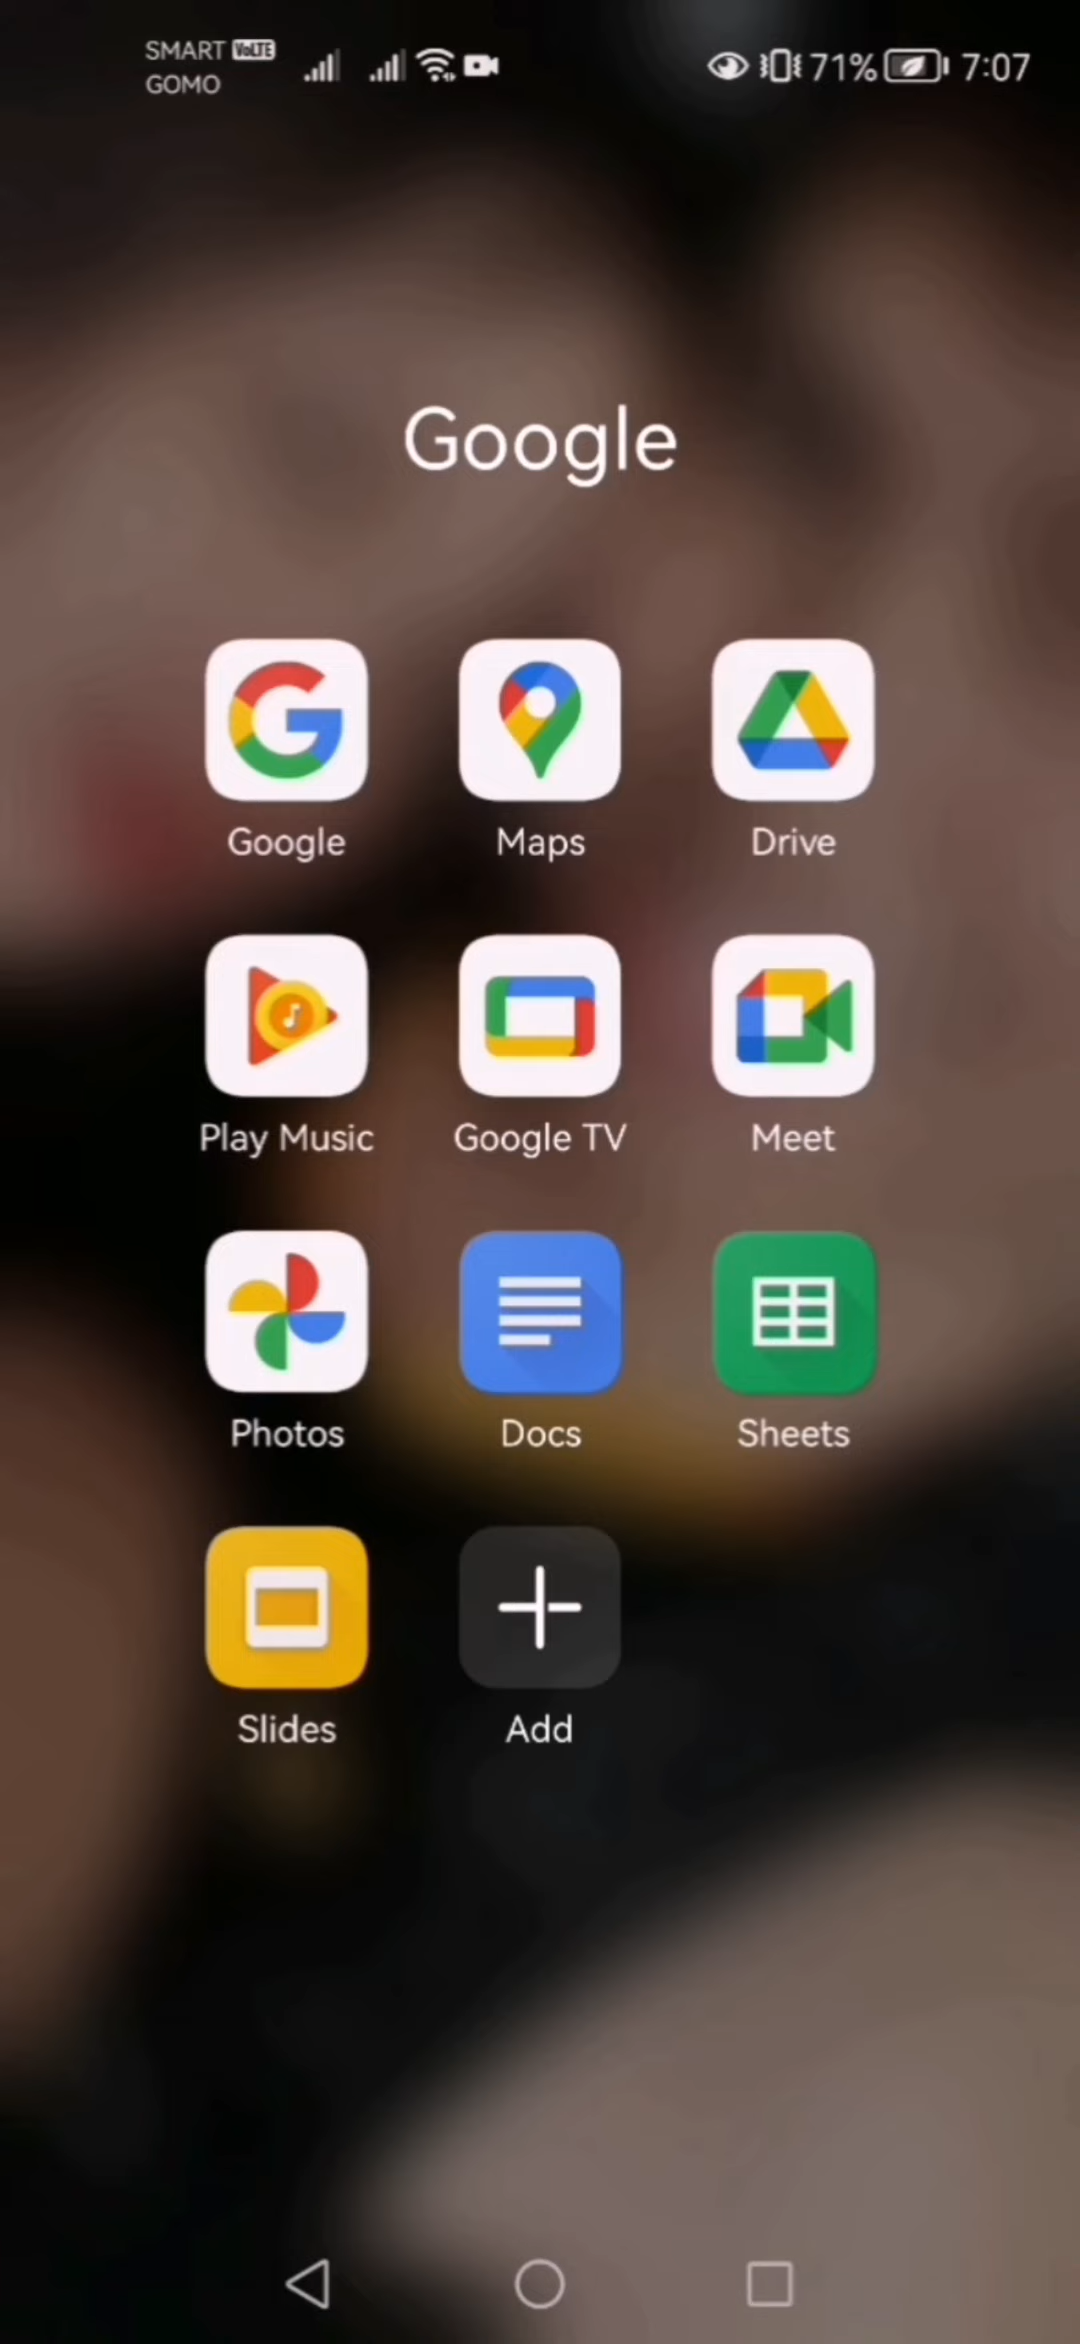 SMART VoLTE
GOMO
71% 7:07
Google
Google Maps Drive
Play Music Google TV Meet
Photos Docs Sheets
Slides Add